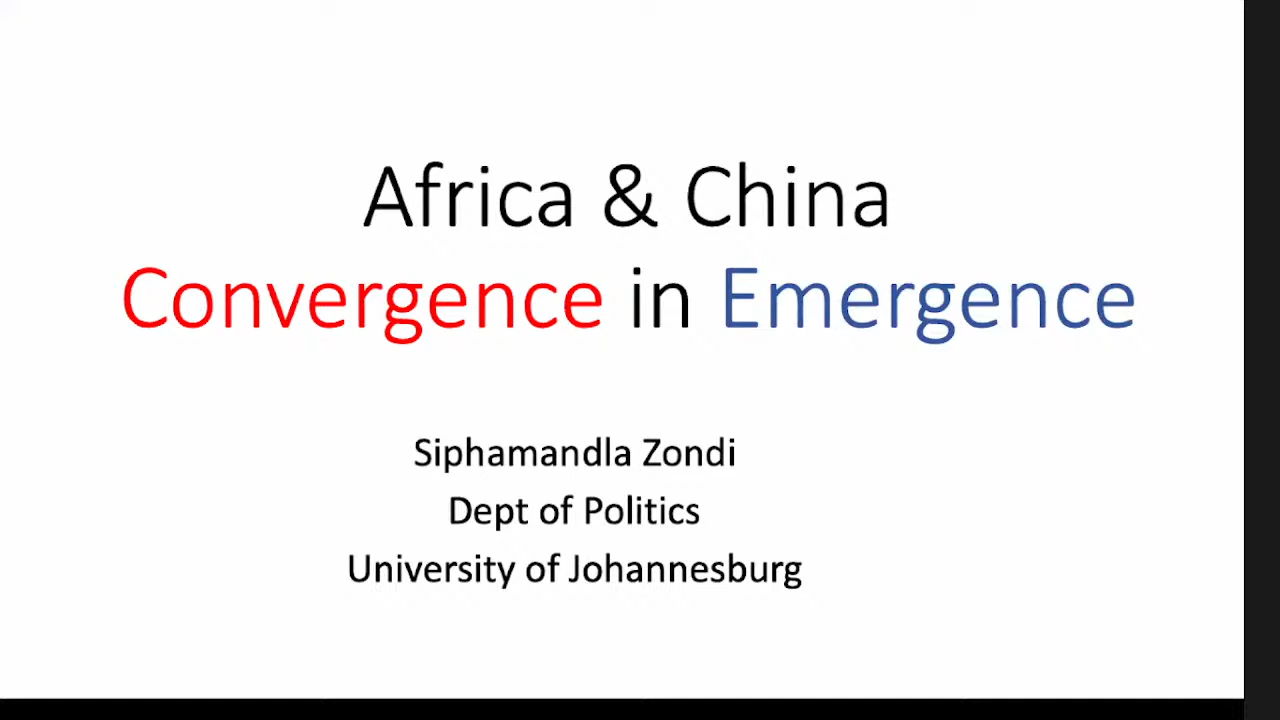 Africa & China
Convergence in Emergence
Siphamandla Zondi
Dept of Politics
University of Johannesburg